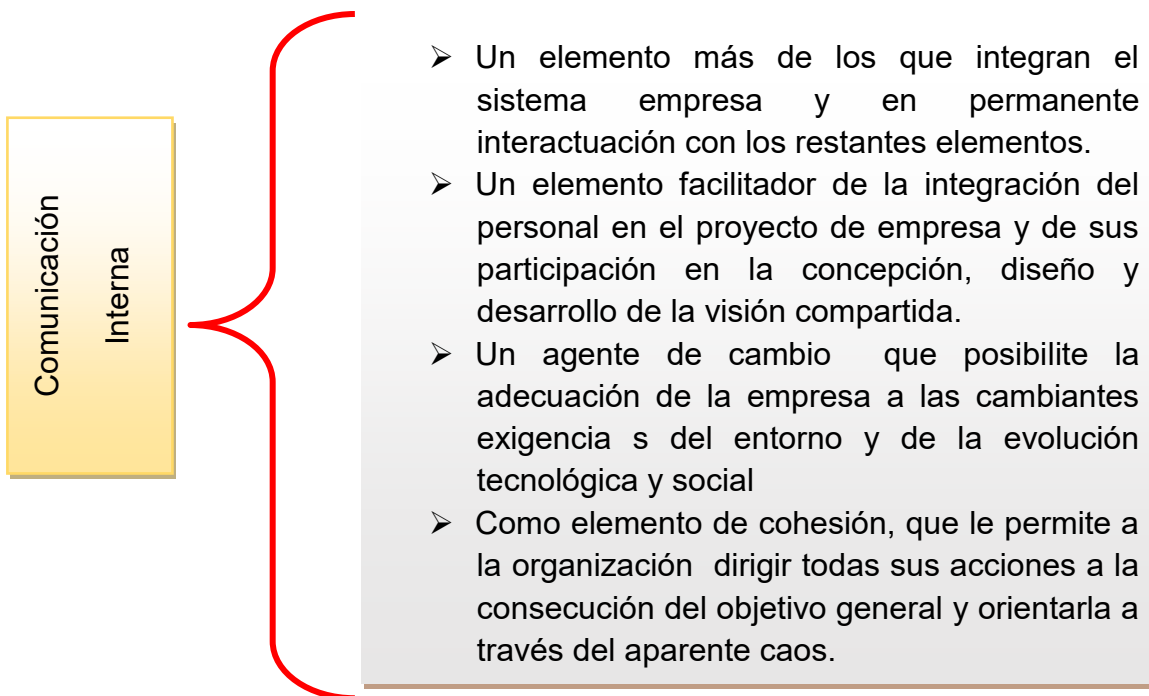 Comunicación
Interna
➢ Un elemento más de los que integran el
sistema empresa y en permanente
interactuación con los restantes elementos.
➢ Un elemento facilitador de la integración del
personal en el proyecto de empresa y de sus
participación en la concepción, diseño y
desarrollo de la visión compartida.
➢ Un agente de cambio que posibilite la
adecuación de la empresa a las cambiantes
exigencia s del entorno y de la evolución
tecnológica y social
➢ Como elemento de cohesión, que le permite a
la organización dirigir todas sus acciones a la
consecución del objetivo general y orientarla a
través del aparente caos.